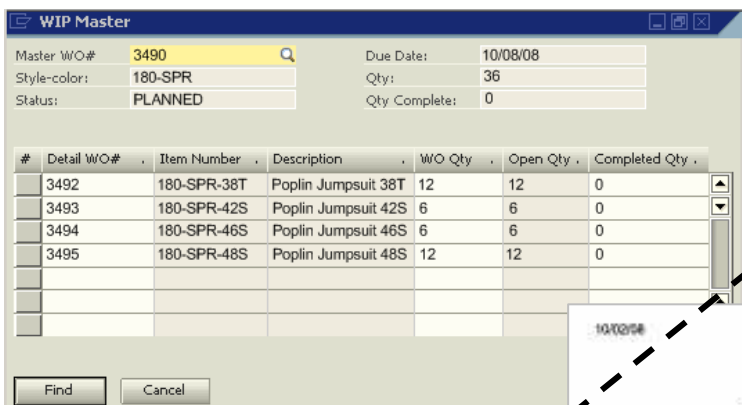 WIP Master
Master WO# 3490 Due Date: 10/08/08
Style-color: 180-SPR Qty: 36
Status: PLANNED Qty Complete: 0
# Detail WO# Item Number Description WO Qty Open Qty Completed Qty
3492 180-SPR-38T Poplin Jumpsuit 38T 12 12 0
3493 180-SPR-42S Poplin Jumpsuit 42S 6 6 0
3494 180-SPR-46S Poplin Jumpsuit 46S 6 6 0
3495 180-SPR-48S Poplin Jumpsuit 48S 12 12 0
10/02/08
Find Cancel